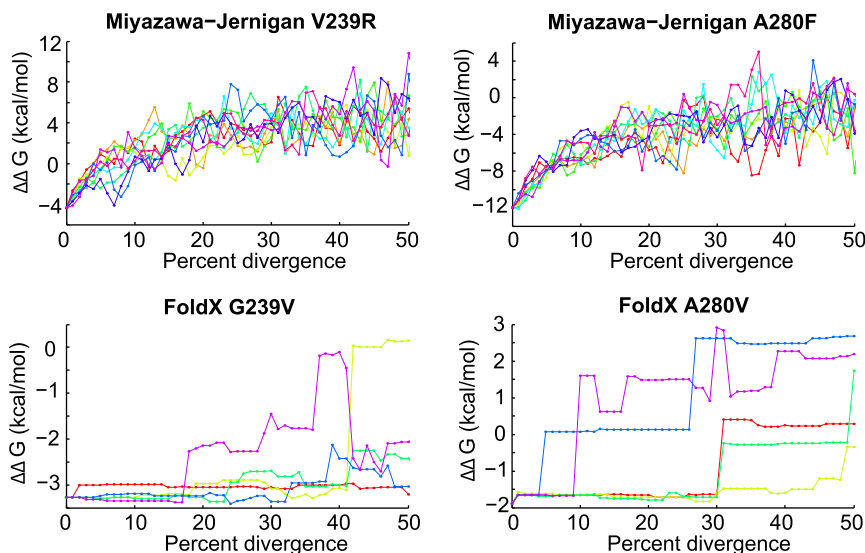 Miyazawa−Jernigan V239R
ΔΔ G (kcal/mol)
12
8
4
0
−4
0 10 20 30 40 50
Percent divergence
Miyazawa−Jernigan A280F
ΔΔ G (kcal/mol)
4
0
−4
−8
−12
0 10 20 30 40 50
Percent divergence
FoldX G239V
ΔΔ G (kcal/mol)
0
−1
−2
−3
0 10 20 30 40 50
Percent divergence
FoldX A280V
ΔΔ G (kcal/mol)
3
2
1
0
−1
−2
0 10 20 30 40 50
Percent divergence